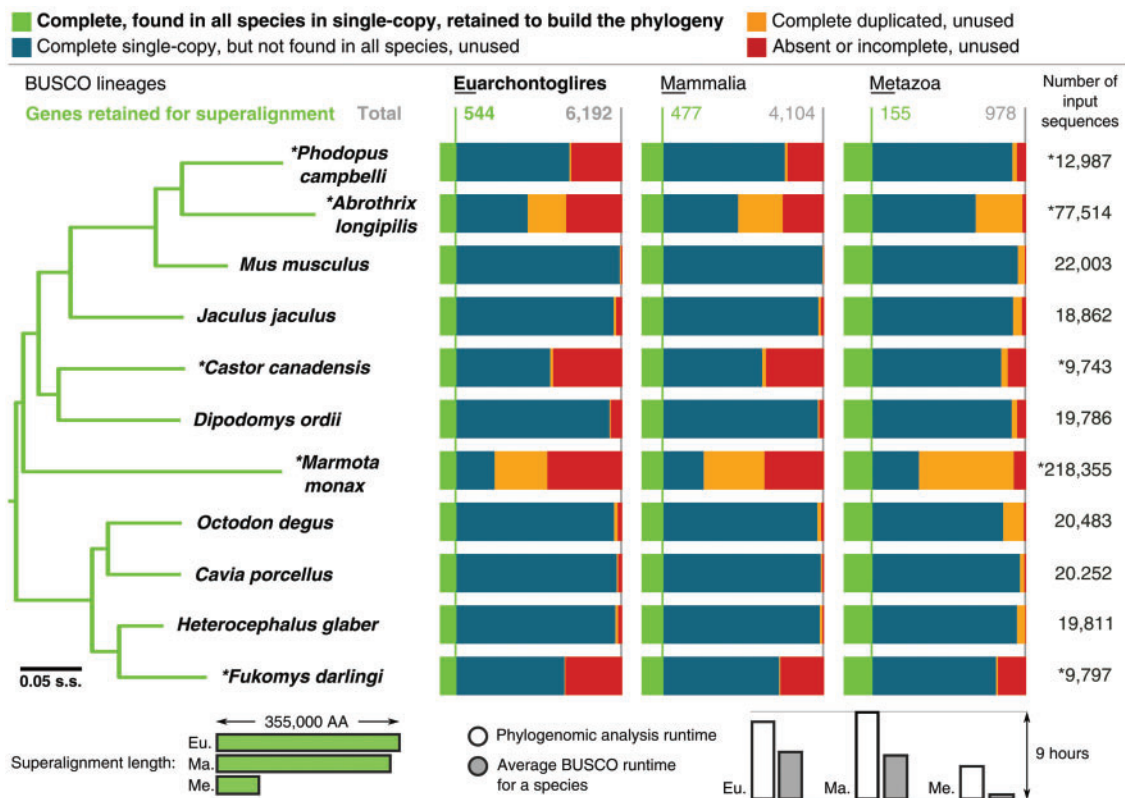 Complete, found in all species in single-copy, retained to build the phylogeny
Complete duplicated, unused
Complete single-copy, but not found in all species, unused
Absent or incomplete, unused
BUSCO lineages
Euarchontoglires
Mammalia
Metazoa
Number of
input
sequences
Genes retained for superalignment Total
544 6,192
477 4,104
155 978
*Phodopus
campbelli
*12,987
*Abrothrix
longipilis
*77,514
Mus musculus
22,003
Jaculus jaculus
18,862
*Castor canadensis
*9,743
Dipodomys ordii
19,786
*Marmota
monax
*218,355
Octodon degus
20,483
Cavia porcellus
20.252
Heterocephalus glaber
19,811
*Fukomys darlingi
*9,797
0.05 s.s.
355,000 AA
Superalignment length:
Eu.
Ma.
Me.
Phylogenomic analysis runtime
Average BUSCO runtime
for a species
Eu.
Ma.
Me.
9 hours